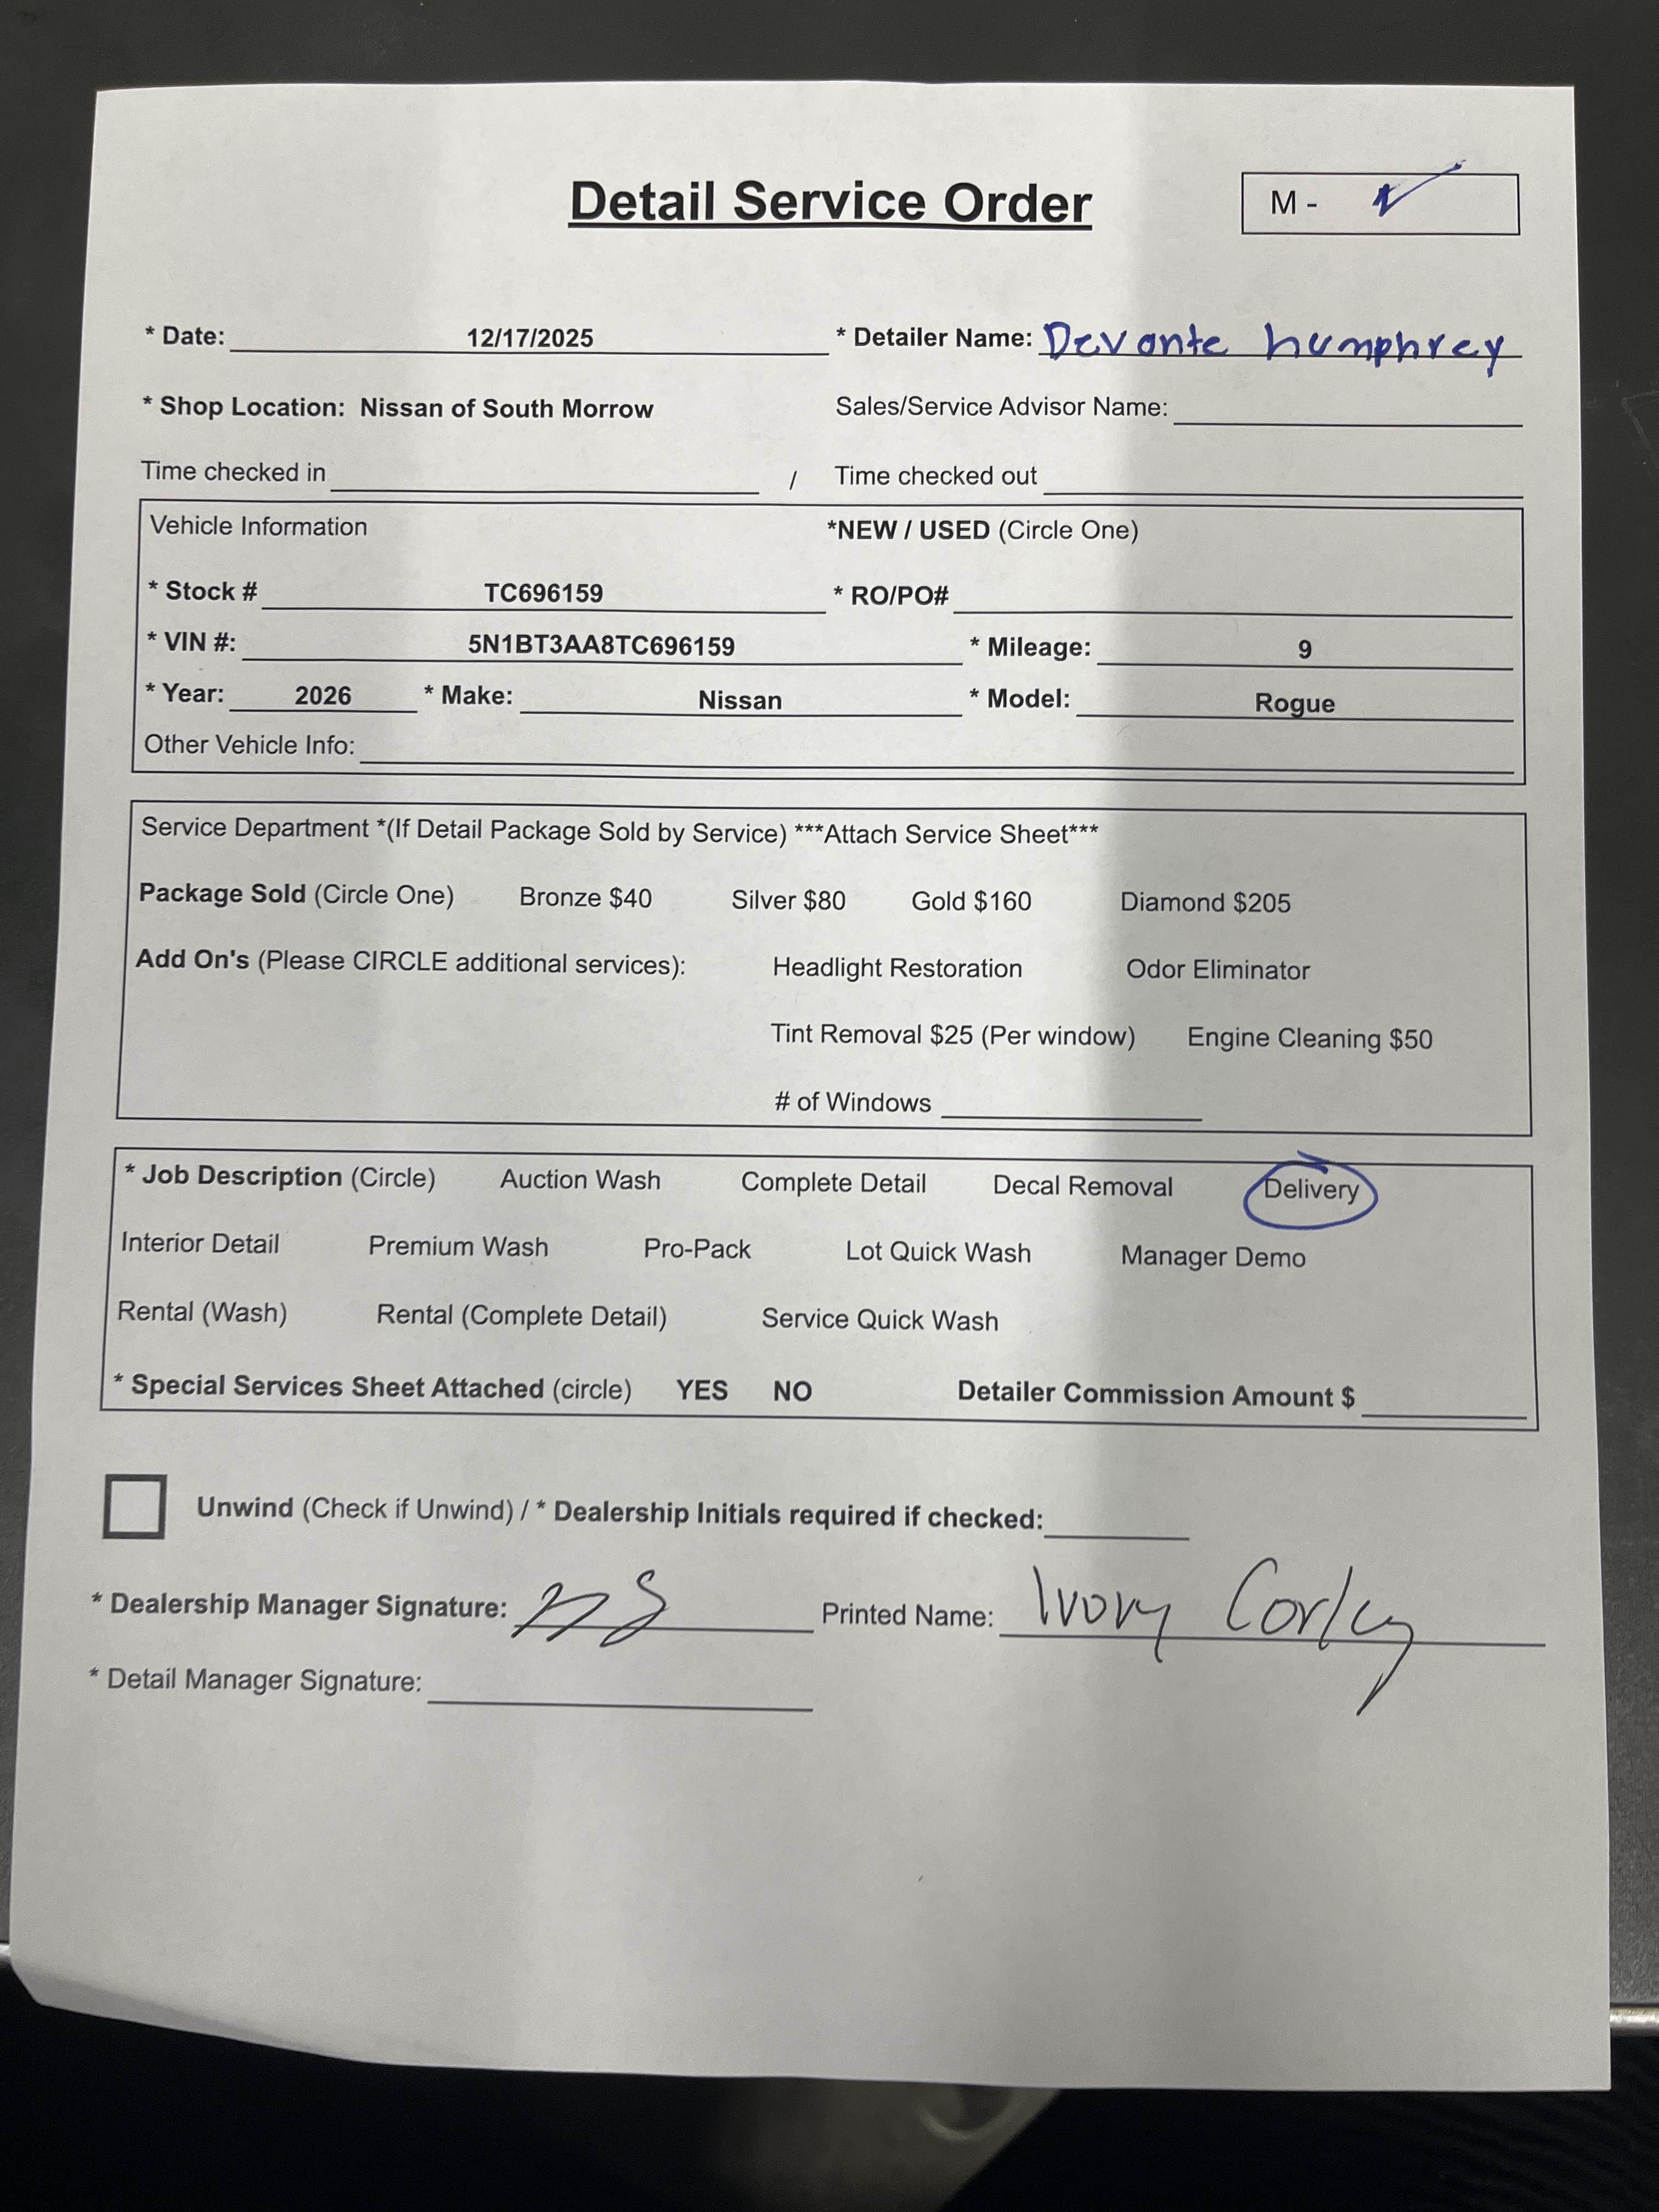 Detail Service Order
M - ✓
* Date: 12/17/2025 * Detailer Name: Devante humphrey
* Shop Location: Nissan of South Morrow Sales/Service Advisor Name:
Time checked in / Time checked out
Vehicle Information *NEW / USED (Circle One)
* Stock # TC696159 * RO/PO#
* VIN #: 5N1BT3AA8TC696159 * Mileage: 9
* Year: 2026 * Make: Nissan * Model: Rogue
Other Vehicle Info:
Service Department *(If Detail Package Sold by Service) ***Attach Service Sheet***
Package Sold (Circle One) Bronze $40 Silver $80 Gold $160 Diamond $205
Add On's (Please CIRCLE additional services): Headlight Restoration Odor Eliminator
Tint Removal $25 (Per window) Engine Cleaning $50
# of Windows
* Job Description (Circle) Auction Wash Complete Detail Decal Removal Delivery
Interior Detail Premium Wash Pro-Pack Lot Quick Wash Manager Demo
Rental (Wash) Rental (Complete Detail) Service Quick Wash
* Special Services Sheet Attached (circle) YES NO Detailer Commission Amount $
Unwind (Check if Unwind) / * Dealership Initials required if checked:
* Dealership Manager Signature: Printed Name: Ivory Corley
* Detail Manager Signature: